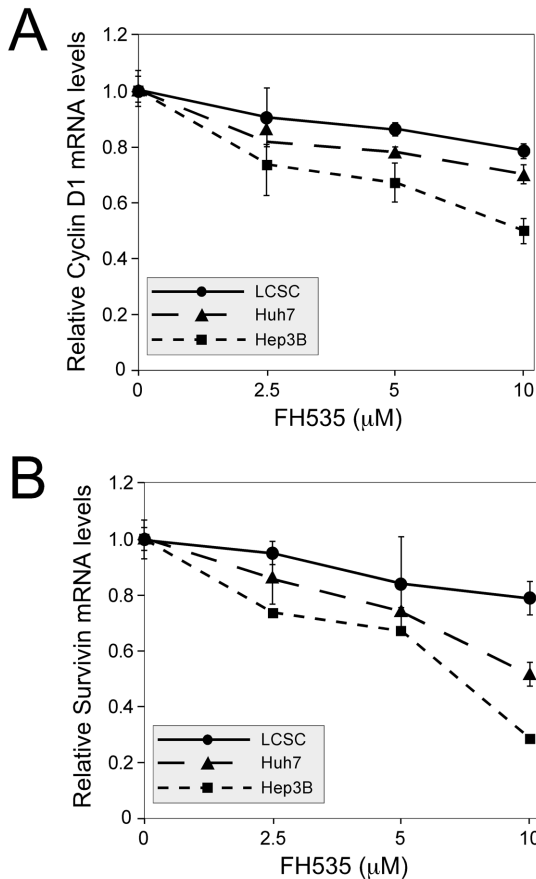 A
Relative Cyclin D1 mRNA levels
1.2
1.0
0.8
0.6
0.4
0.2
0
LCSC
Huh7
Hep3B
0 2.5 5 10
FH535 (μM)
B
Relative Survivin mRNA levels
1.2
1.0
0.8
0.6
0.4
0.2
0
LCSC
Huh7
Hep3B
0 2.5 5 10
FH535 (μM)